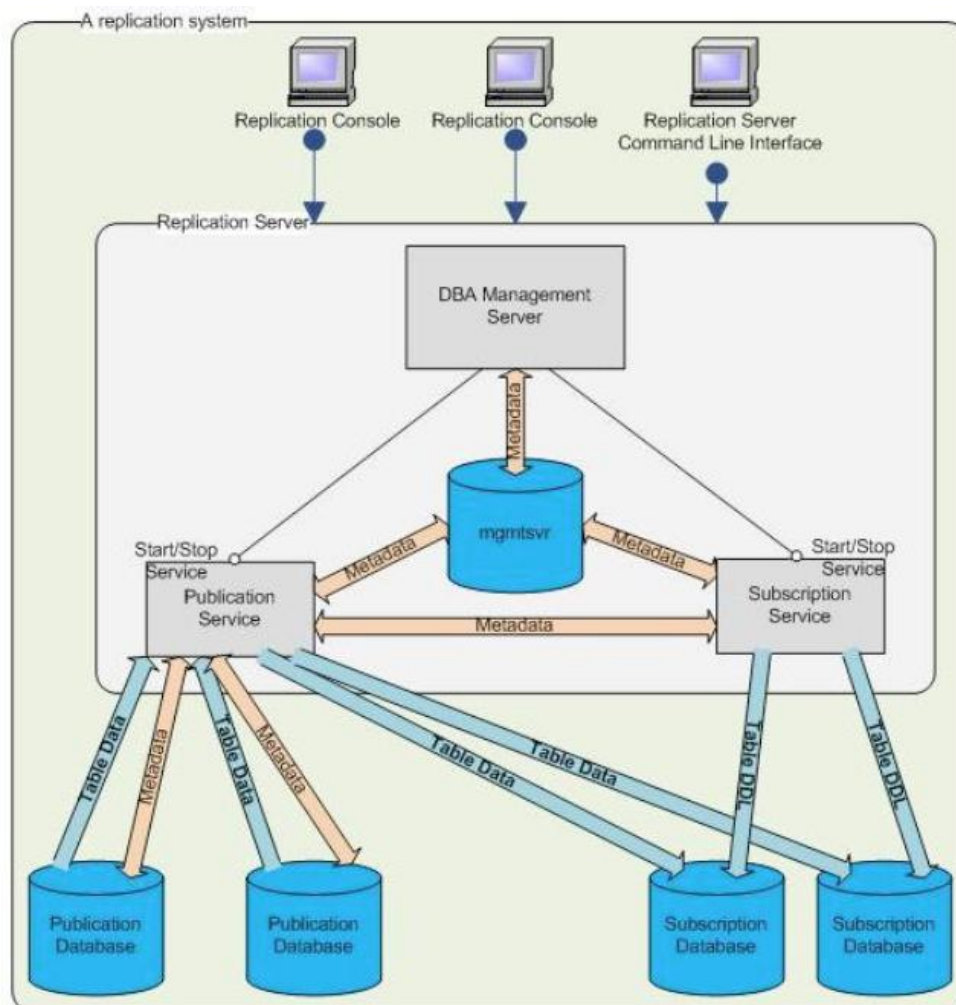 A replication system
Replication Console
Replication Console
Replication Server
Command Line Interface
Replication Server
DBA Management
Server
Metadata
mgmtsvr
Metadata
Metadata
Start/Stop
Service
Start/Stop
Service
Publication
Service
Subscription
Service
Metadata
Table Data
Metadata
Table Data
Metadata
Table Data
Table Data
Table DDL
Table DDL
Publication
Database
Publication
Database
Subscription
Database
Subscription
Database